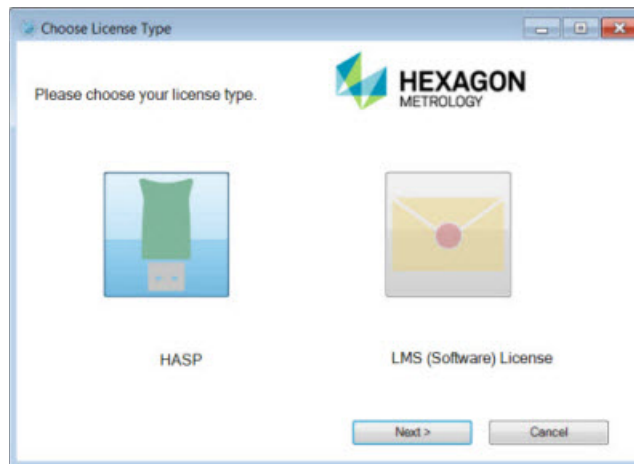 Choose License Type
Please choose your license type.
HEXAGON
METROLOGY
HASP
LMS (Software) License
Next >
Cancel